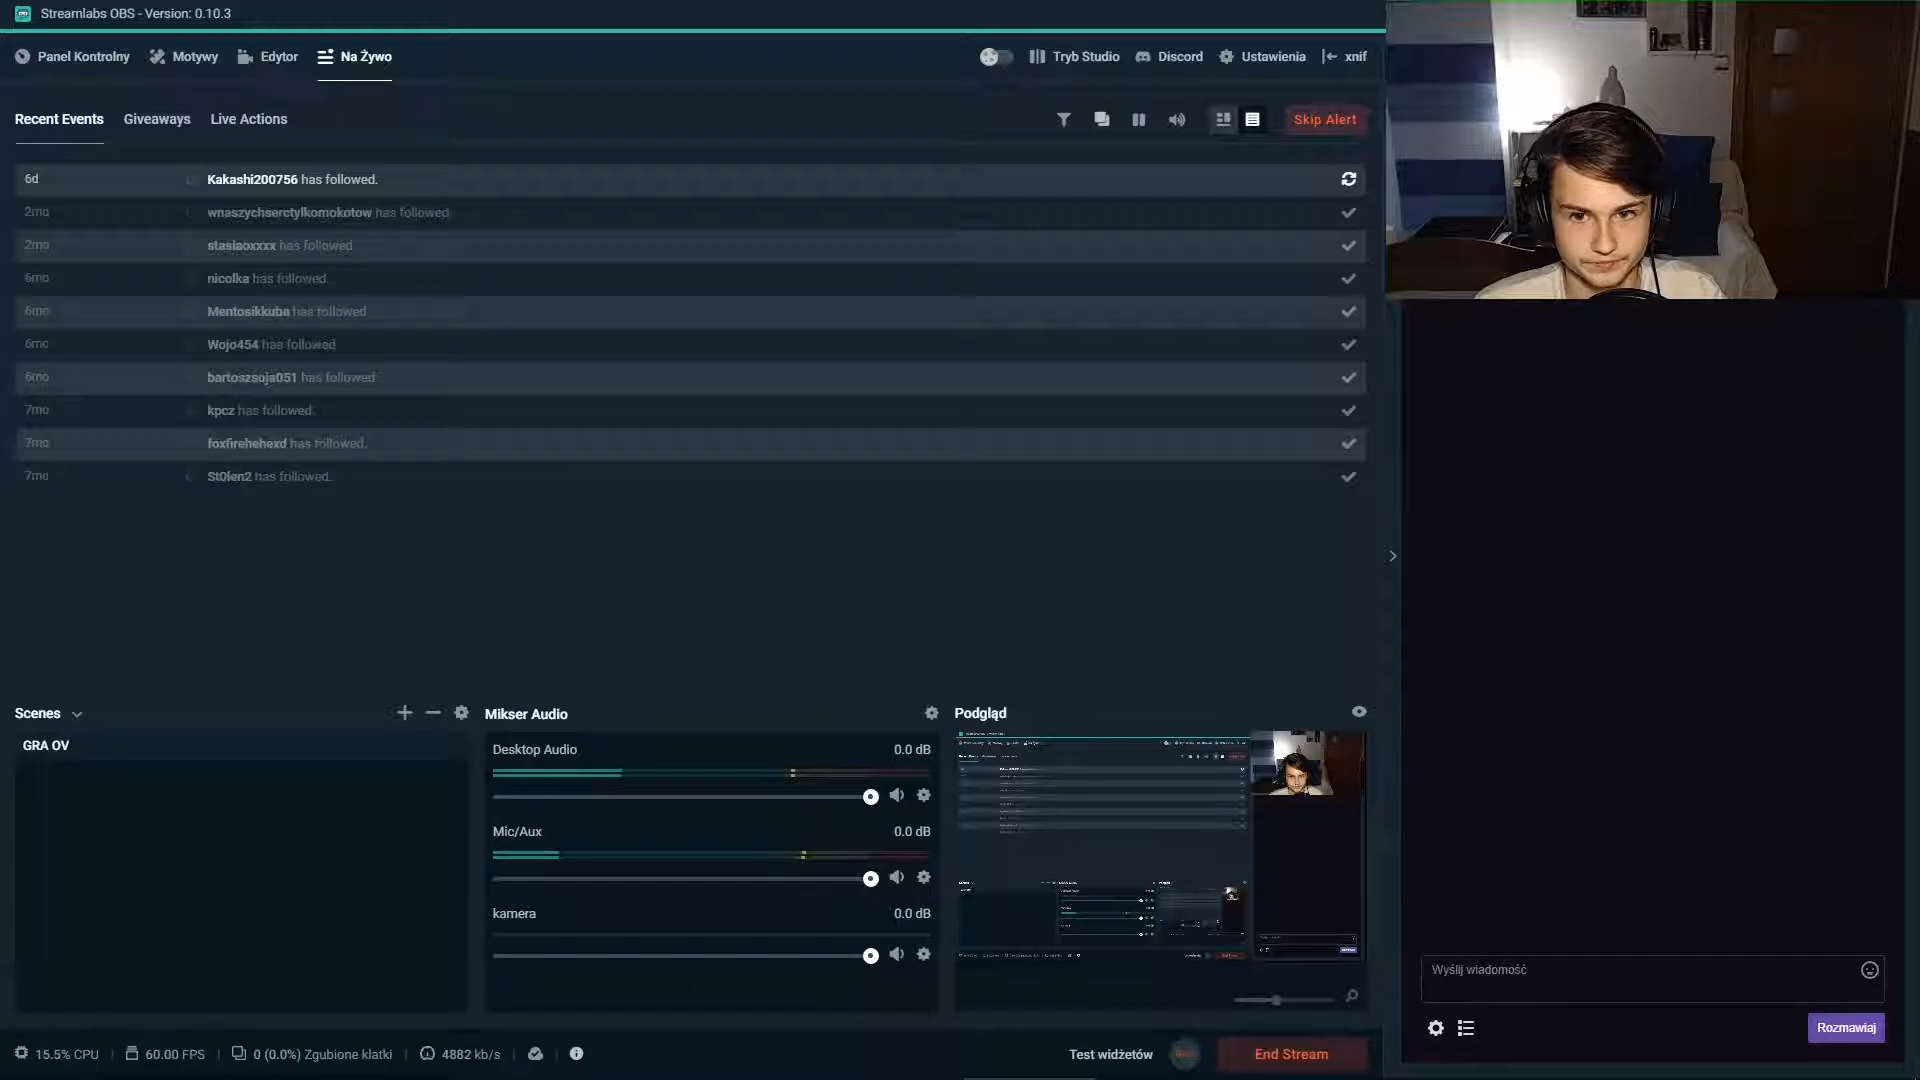 Streamlabs OBS - Version: 0.10.3
Panel Kontrolny Motywy Edytor Na Żywo Tryb Studio Discord Ustawienia xnif
Recent Events Giveaways Live Actions Skip Alert
6d Kakashi200756 has followed.
2mo wnaszychserctylkomokotow has followed
2mo stasiaoxxxx has followed
6mo nicolka has followed.
6mo Mentosikkuba has followed
6mo Wojo454 has followed
6mo bartoszsoja051 has followed
7mo kpcz has followed.
7mo foxfirehehexd has followed.
7mo St0len2 has followed.
Scenes
GRA OV
Mikser Audio
Desktop Audio 0.0 dB
Mic/Aux 0.0 dB
kamera 0.0 dB
Podgląd
Wyślij wiadomość
Rozmawiaj
15.5% CPU 60.00 FPS 0 (0.0%) Zgubione klatki 4882 kb/s Test widżetów End Stream